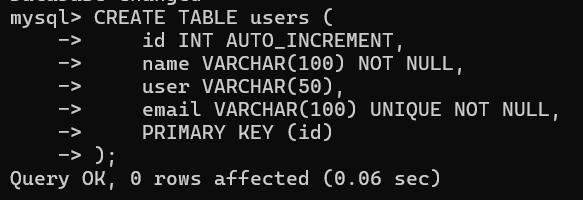 mysql> CREATE TABLE users (
    ->     id INT AUTO_INCREMENT,
    ->     name VARCHAR(100) NOT NULL,
    ->     user VARCHAR(50),
    ->     email VARCHAR(100) UNIQUE NOT NULL,
    ->     PRIMARY KEY (id)
    -> );
Query OK, 0 rows affected (0.06 sec)